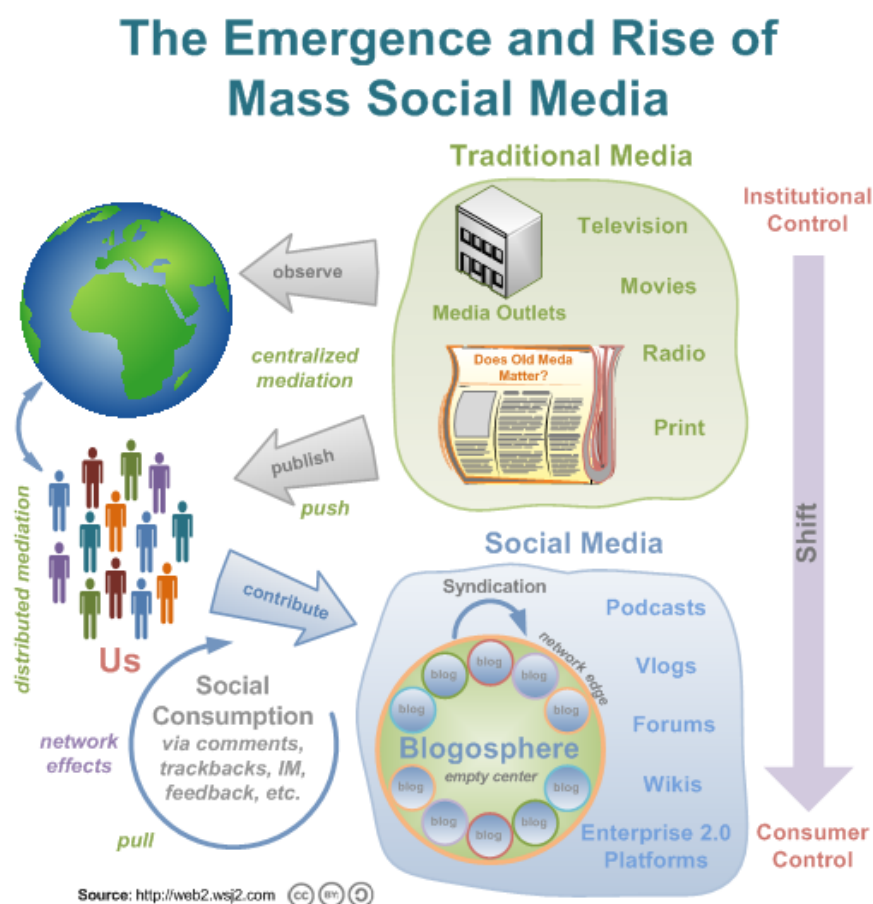 The Emergence and Rise of
Mass Social Media
Traditional Media
Institutional
Control
Television
Movies
Media Outlets
Radio
Does Old Meda
Matter?
Print
observe
centralized
mediation
publish
push
distributed mediation
Us
contribute
Shift
Social Media
Syndication
network edge
Podcasts
Vlogs
Forums
Wikis
Enterprise 2.0
Platforms
blog
blog
blog
blog
blog
Blogosphere
empty center
blog
blog
blog
blog
blog
Social
Consumption
via comments,
trackbacks, IM,
feedback, etc.
network
effects
pull
Consumer
Control
Source: http://web2.wsj2.com
cc
BY: